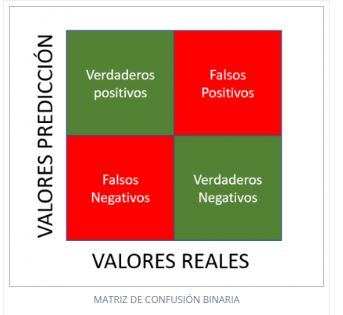 VALORES PREDICCIÓN
Verdaderos
positivos
Falsos
Positivos
Falsos
Negativos
Verdaderos
Negativos
VALORES REALES
MATRIZ DE CONFUSIÓN BINARIA